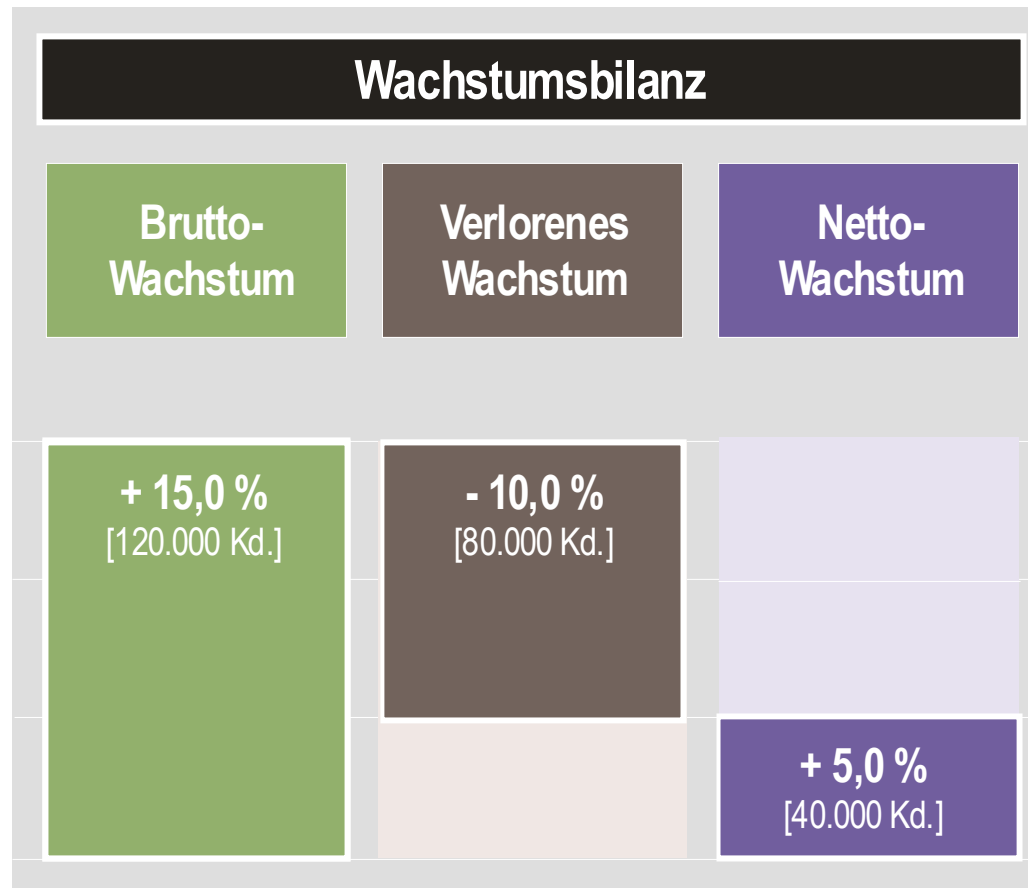 Wachstumsbilanz
Brutto-
Wachstum
Verlorenes
Wachstum
Netto-
Wachstum
+ 15,0 %
[120.000 Kd.]
- 10,0 %
[80.000 Kd.]
+ 5,0 %
[40.000 Kd.]